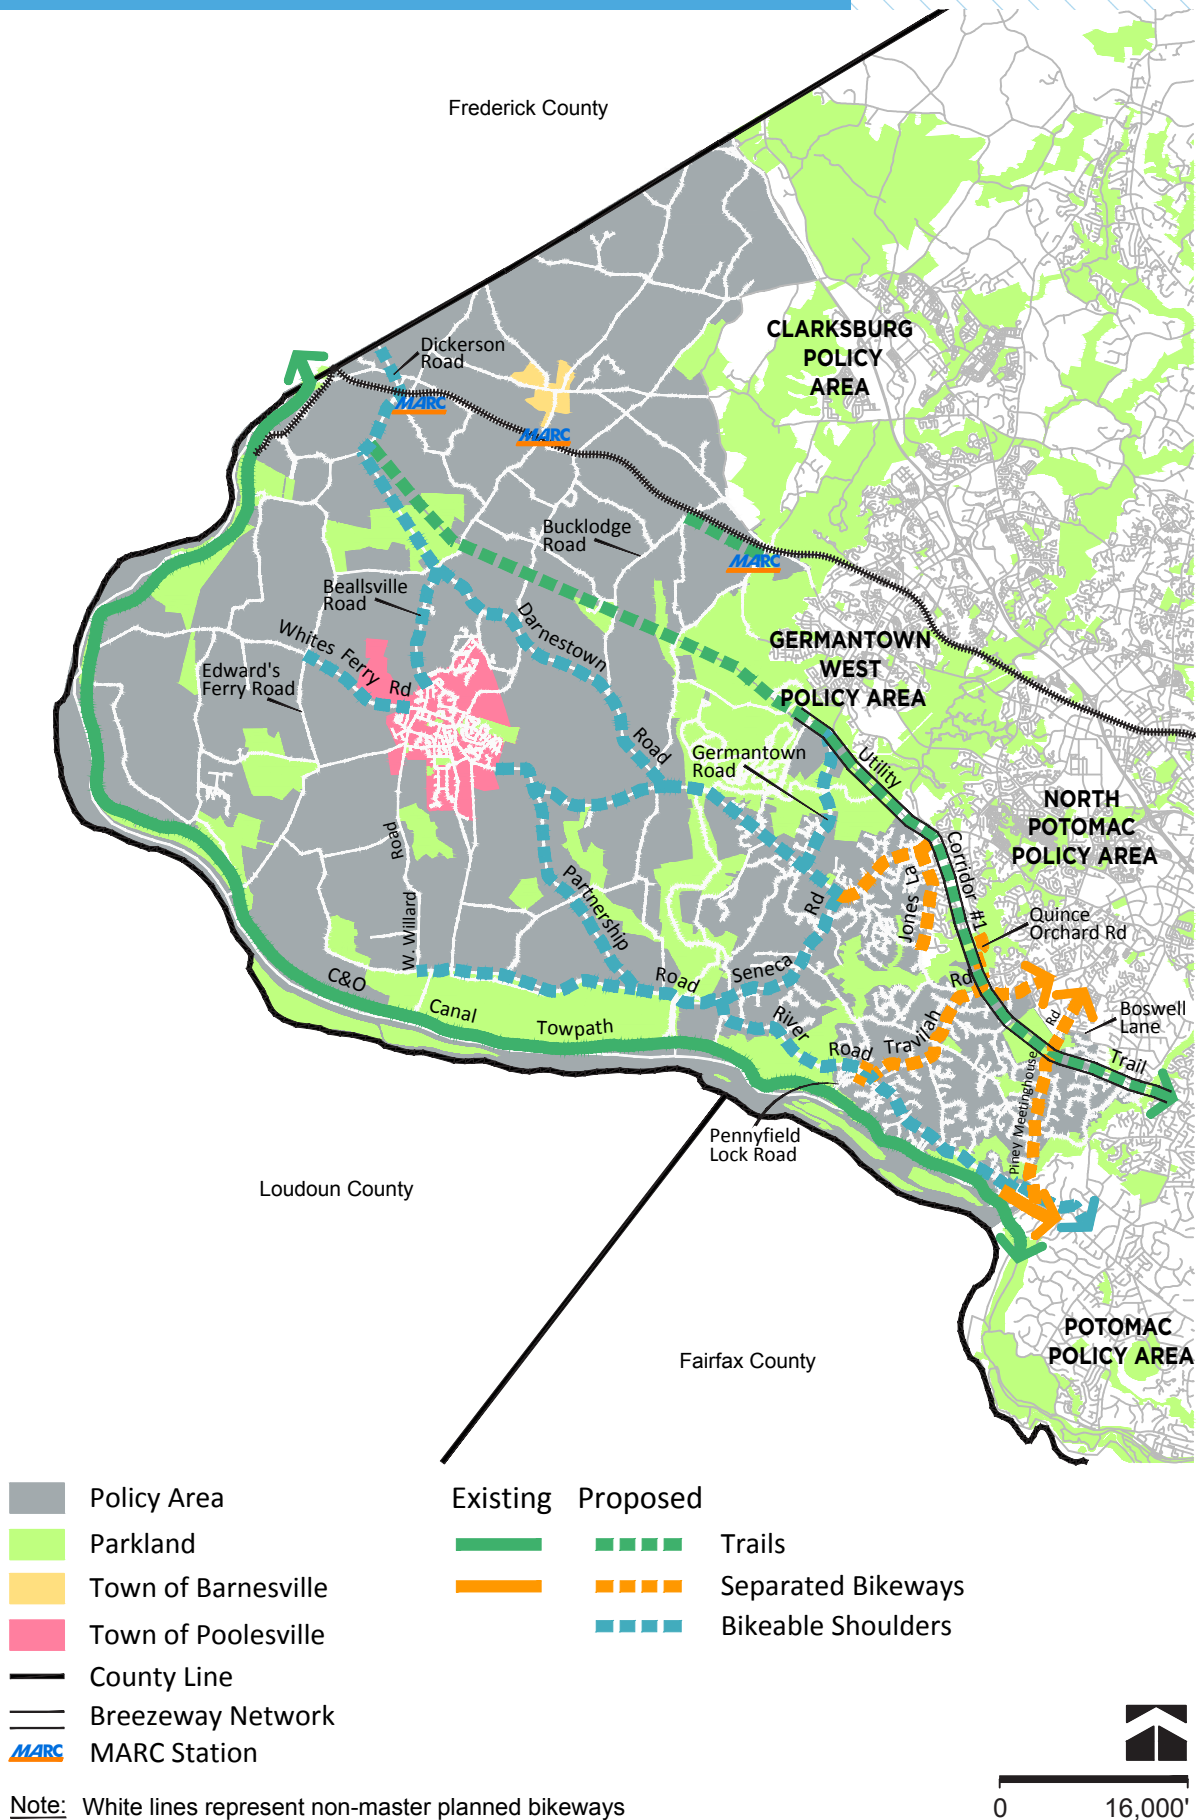 Frederick County
CLARKSBURG
POLICY
AREA
Dickerson
Road
MARC
MARC
Bucklodge
Road
MARC
Beallsville
Road
Darnestown
Road
Whites Ferry Rd
Edward's
Ferry Road
GERMANTOWN
WEST
POLICY AREA
Germantown
Road
Utility
Corridor #1
Trail
NORTH
POTOMAC
POLICY AREA
W. Willard
Road
Partnership
Road
Jones La
Quince
Orchard Rd
Seneca
Rd
River
Road
Travilah
Rd
Boswell
Lane
Piney Meetinghouse
Rd
C&O
Canal
Towpath
Pennyfield
Lock Road
Loudoun County
Fairfax County
POTOMAC
POLICY AREA
Policy Area
Parkland
Town of Barnesville
Town of Poolesville
County Line
Breezeway Network
MARC MARC Station
Existing Proposed
Trails
Separated Bikeways
Bikeable Shoulders
Note: White lines represent non-master planned bikeways
0 16,000'